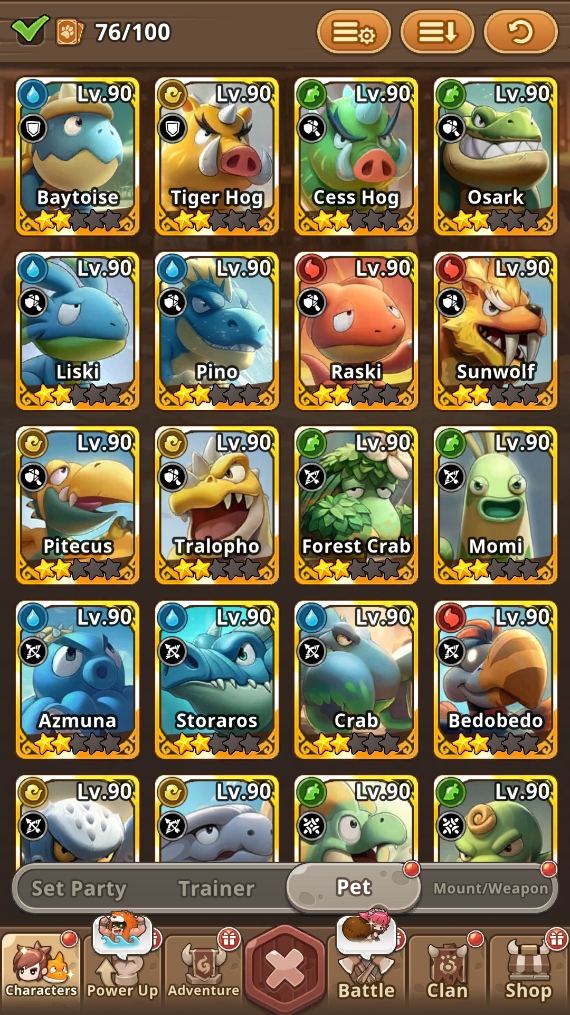 76/100
Lv.90 Lv.90 Lv.90 Lv.90
Baytoise Tiger Hog Cess Hog Osark
Lv.90 Lv.90 Lv.90 Lv.90
Liski Pino Raski Sunwolf
Lv.90 Lv.90 Lv.90 Lv.90
Pitecus Tralopho Forest Crab Momi
Lv.90 Lv.90 Lv.90 Lv.90
Azmuna Storaros Crab Bedobedo
Lv.90 Lv.90 Lv.90 Lv.90
Set Party Trainer Pet Mount/Weapon
Characters Power Up Adventure Battle Clan Shop